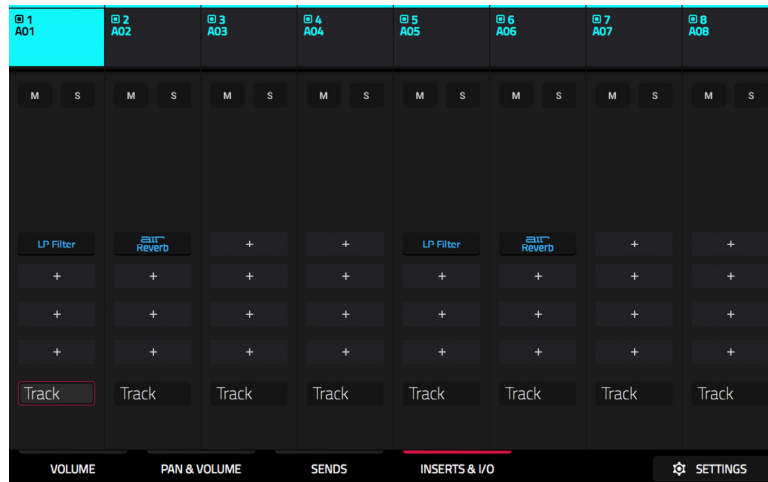 1 2 3 4 5 6 7 8
A01 A02 A03 A04 A05 A06 A07 A08
M S M S M S M S M S M S M S M S
LP Filter air Reverb + + LP Filter air Reverb + +
+ + + + + + + +
+ + + + + + + +
+ + + + + + + +
Track Track Track Track Track Track Track Track
VOLUME PAN & VOLUME SENDS INSERTS & I/O SETTINGS